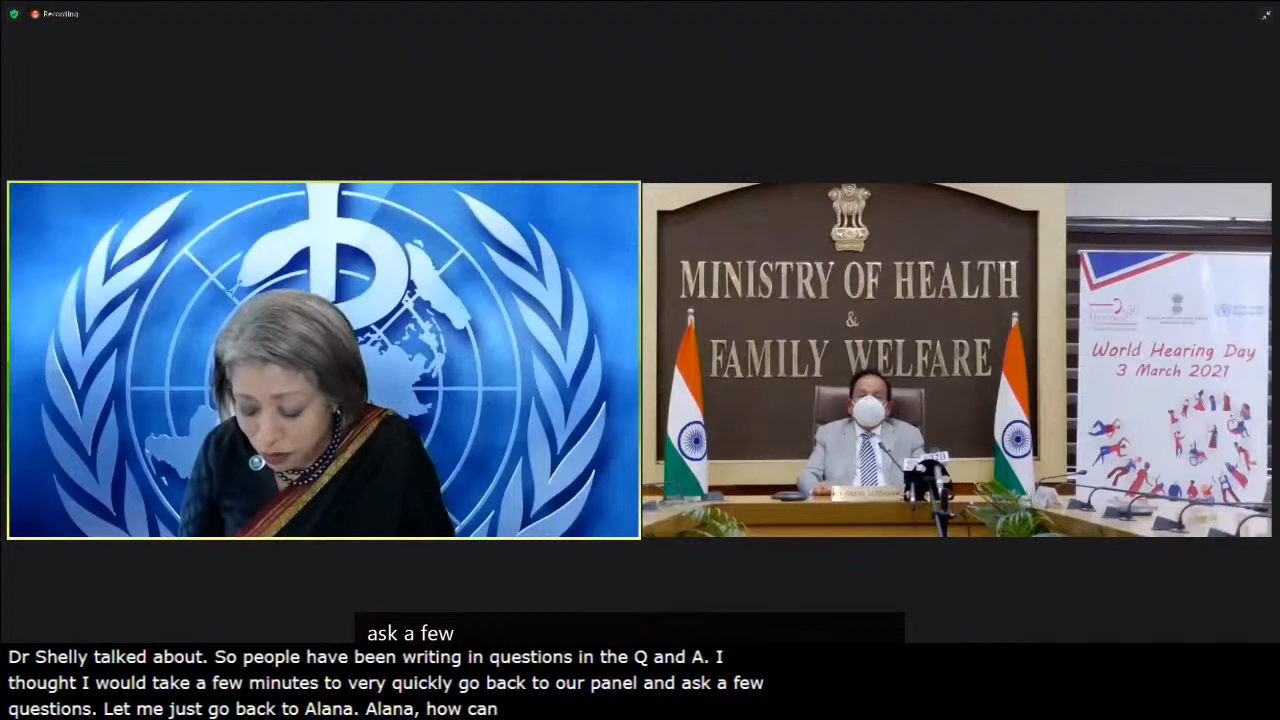 Recording
MINISTRY OF HEALTH
&
FAMILY WELFARE
World Hearing Day
3 March 2021
ask a few
Dr Shelly talked about. So people have been writing in questions in the Q and A. I
thought I would take a few minutes to very quickly go back to our panel and ask a few
questions. Let me just go back to Alana. Alana, how can